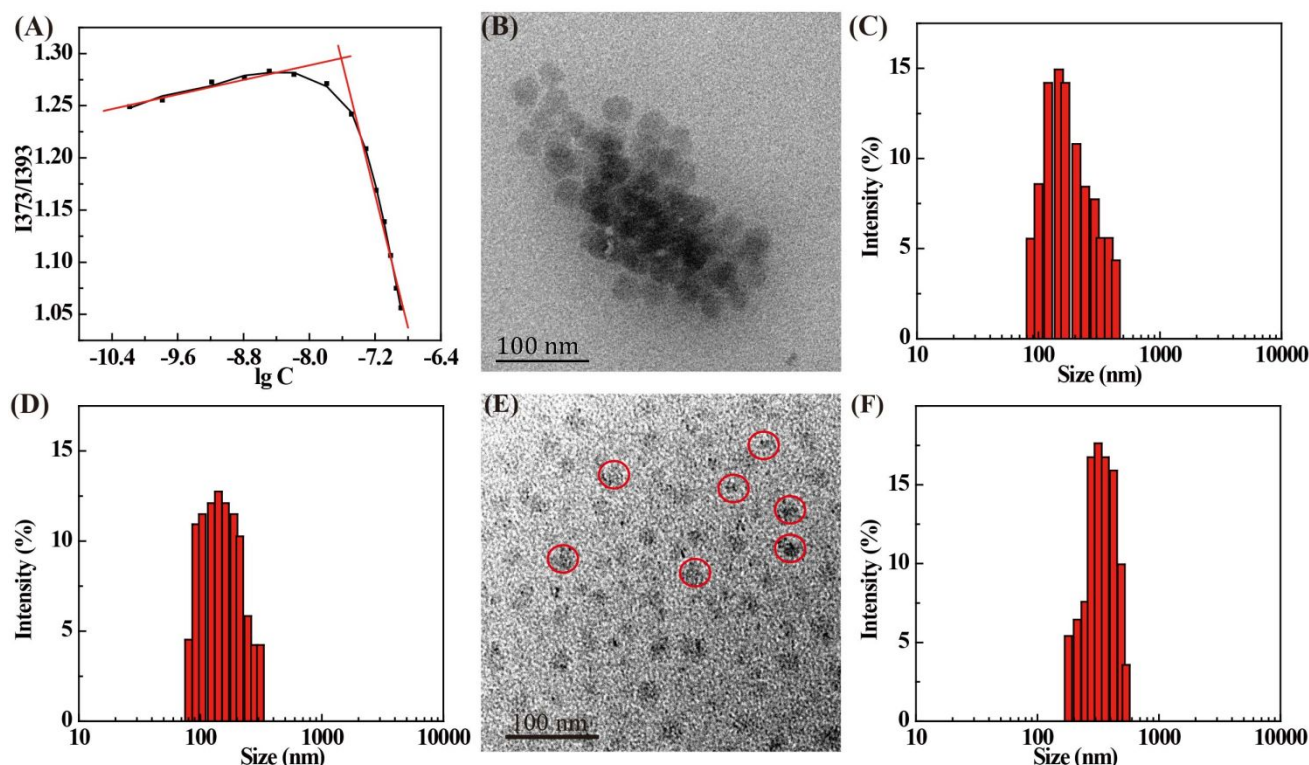 (A)
1.30
1.25
1.20
1.15
1.10
1.05
I373/I393
-10.4 -9.6 -8.8 -8.0 -7.2 -6.4
lg C
(B)
100 nm
(C)
15
10
5
0
Intensity (%)
10 100 1000 10000
Size (nm)
(D)
15
10
5
0
Intensity (%)
10 100 1000 10000
Size (nm)
(E)
100 nm
(F)
15
10
5
0
Intensity (%)
10 100 1000 10000
Size (nm)